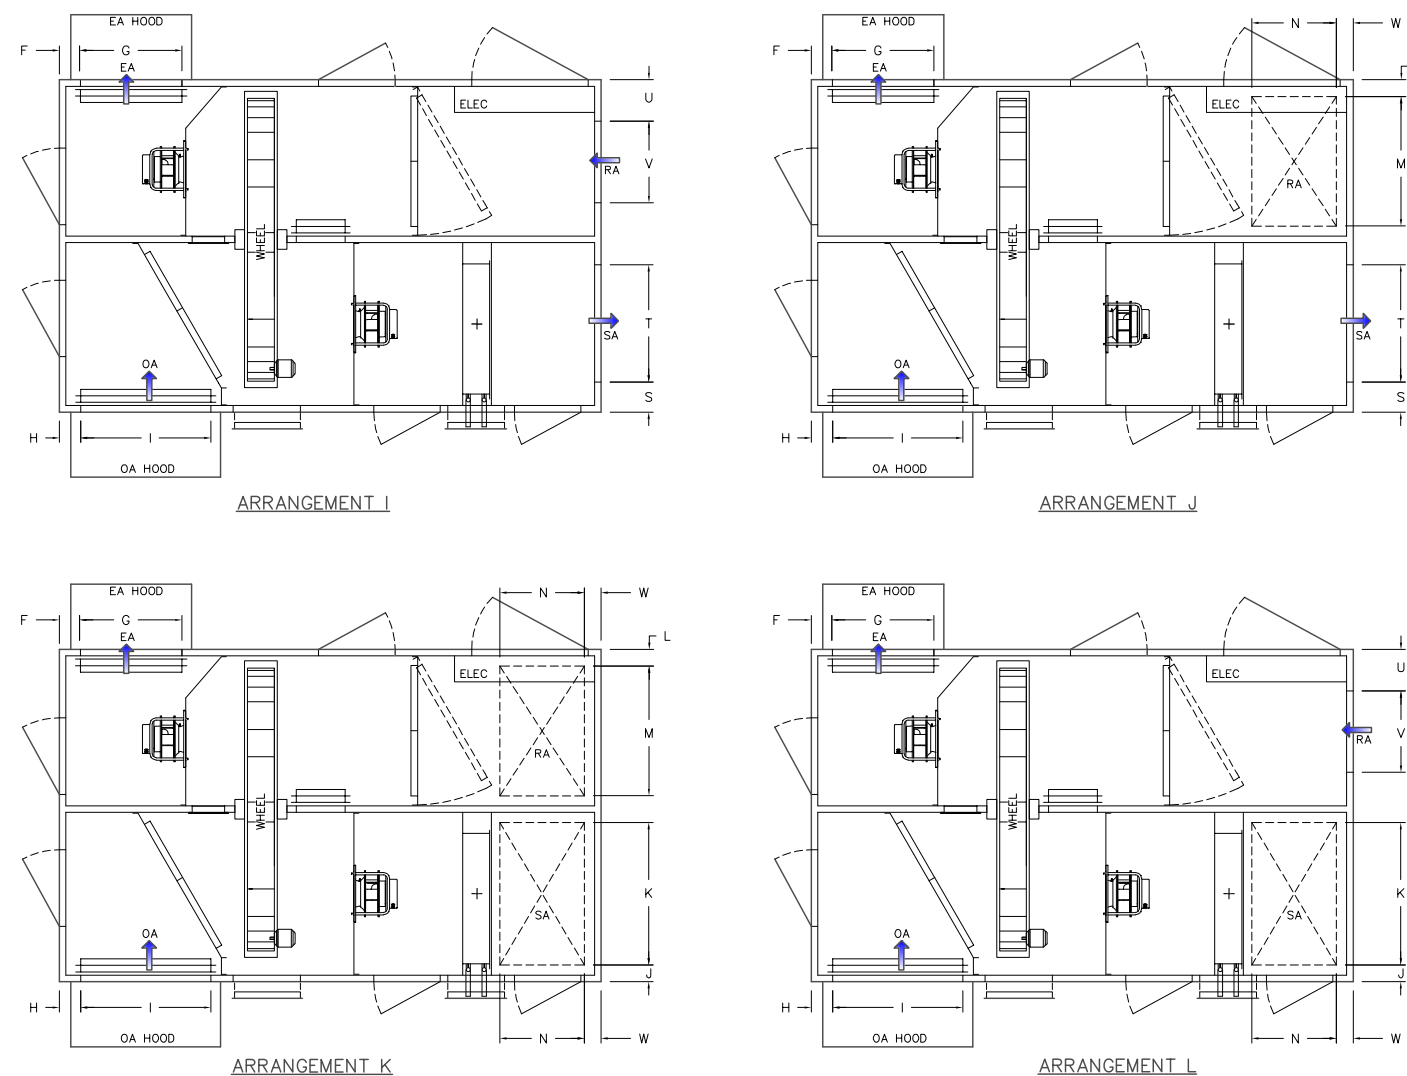 EA HOOD
F
G
EA
ELEC
U
V
RA
WHEEL
T
SA
OA
S
H
I
OA HOOD
ARRANGEMENT I
EA HOOD
N
W
F
G
EA
ELEC
M
RA
WHEEL
T
SA
OA
S
H
I
OA HOOD
ARRANGEMENT J
EA HOOD
N
W
F
G
EA
L
ELEC
M
RA
WHEEL
K
SA
OA
J
H
I
OA HOOD
N
W
ARRANGEMENT K
EA HOOD
F
G
EA
ELEC
U
V
RA
WHEEL
K
SA
OA
J
H
I
OA HOOD
N
W
ARRANGEMENT L